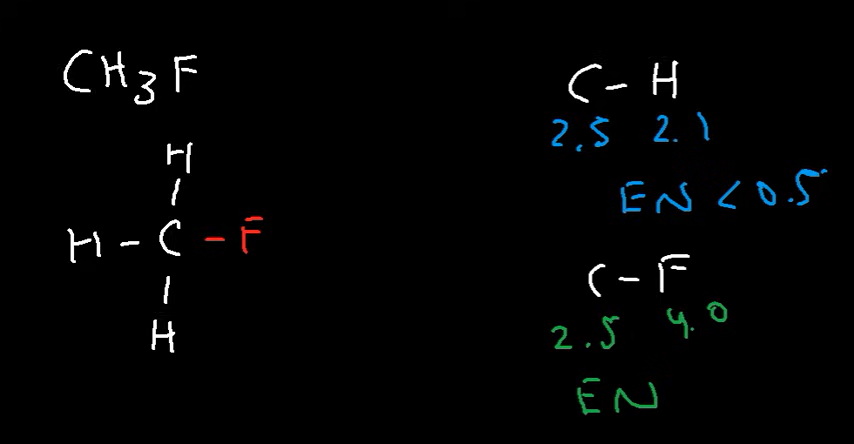 CH3F
H
H - C - F
H
C - H
2.5 2.1
EN < 0.5
C - F
2.5 4.0
EN